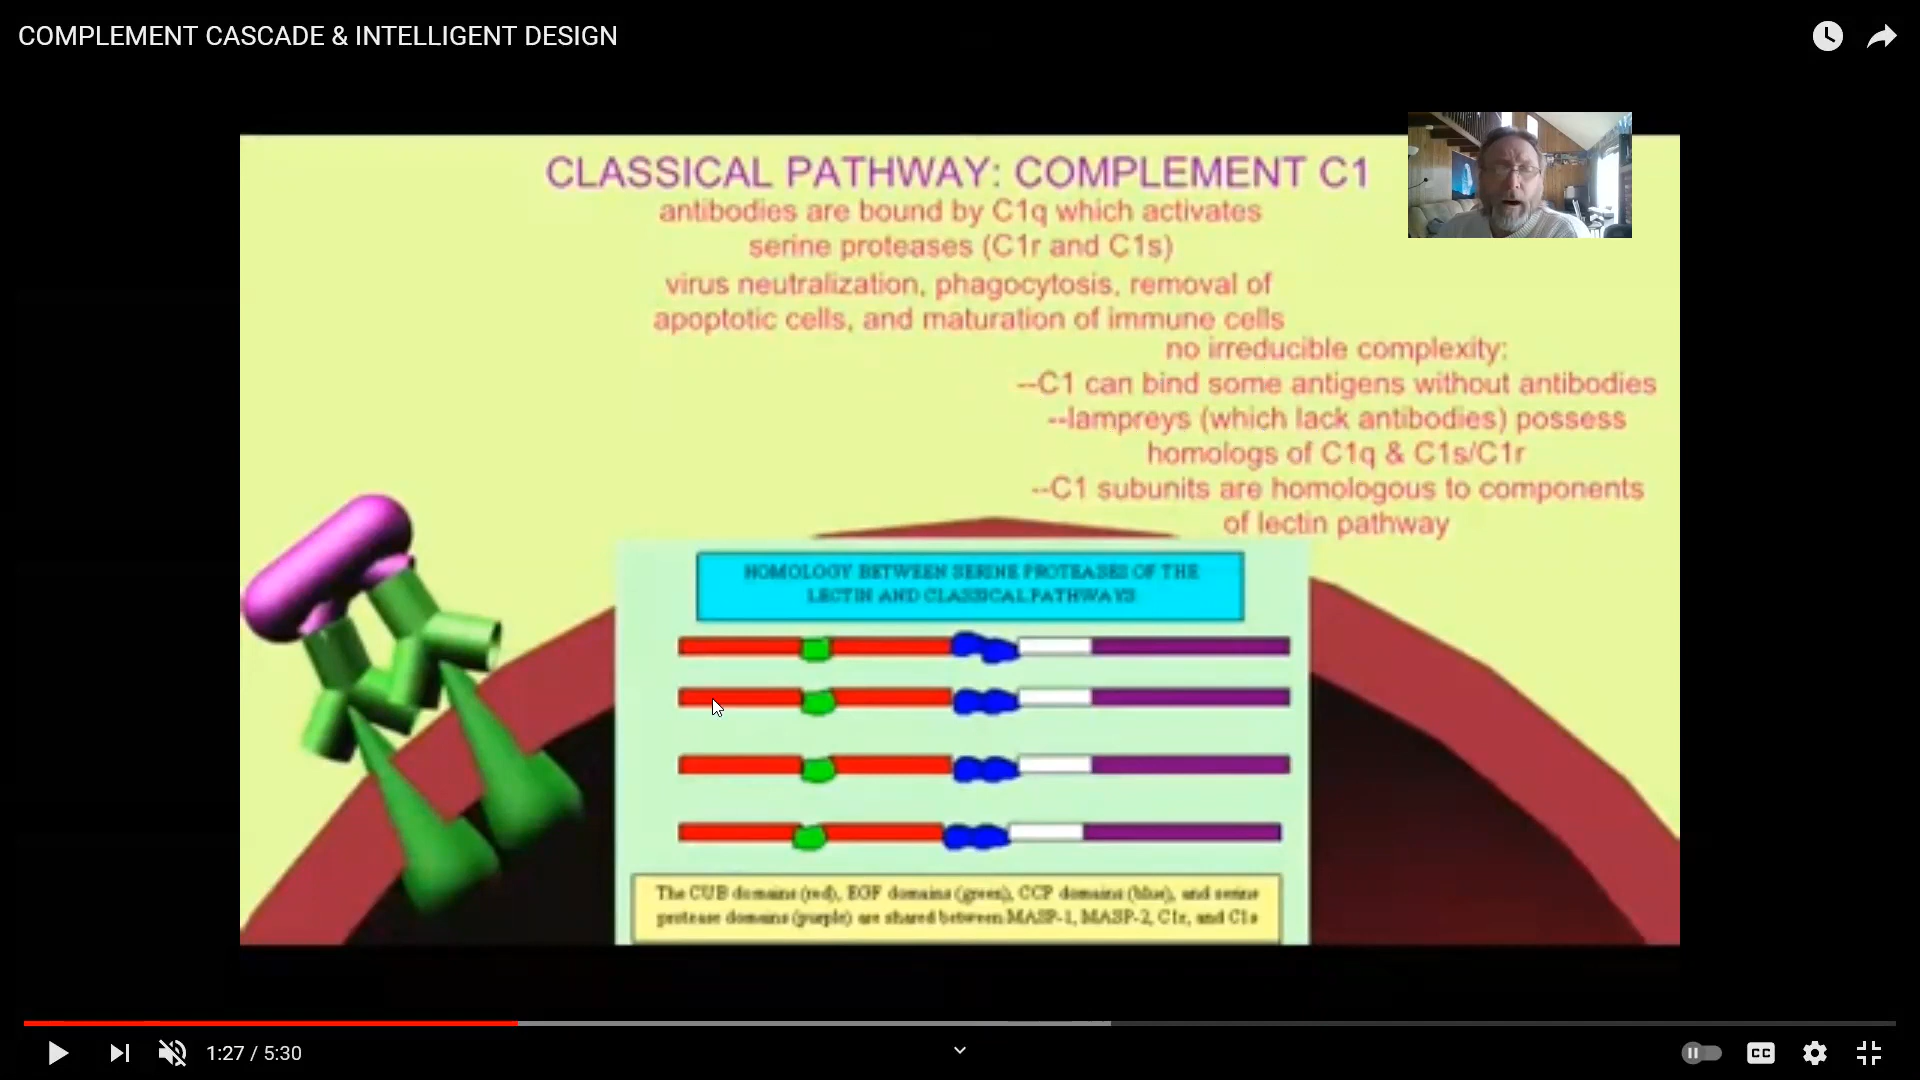 COMPLEMENT CASCADE & INTELLIGENT DESIGN
CLASSICAL PATHWAY: COMPLEMENT C1
antibodies are bound by C1q which activates
serine proteases (C1r and C1s)
virus neutralization, phagocytosis, removal of
apoptotic cells, and maturation of immune cells
no irreducible complexity:
--C1 can bind some antigens without antibodies
--lampreys (which lack antibodies) possess
homologs of C1q & C1s/C1r
--C1 subunits are homologous to components
of lectin pathway
HOMOLOGY BETWEEN SERINE PROTEASES OF THE
LECTIN AND CLASSICAL PATHWAYS
The CUB domains (red), EGF domains (green), CCP domains (blue), and serine
protease domains (purple) are shared between MASP-1, MASP-2, C1r, and C1s
1:27 / 5:30
CC